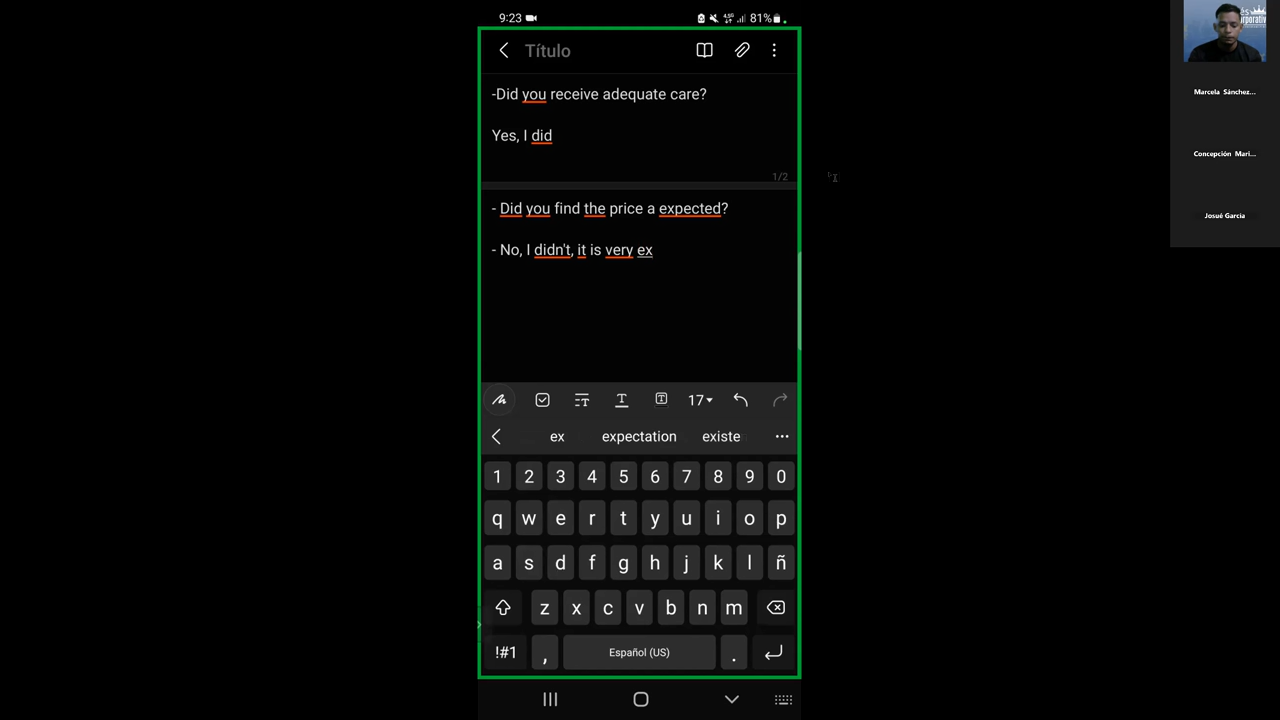 9:23
81%
Título
-Did you receive adequate care?
Yes, I did
1/2
- Did you find the price a expected?
- No, I didn't, it is very ex
17
ex expectation existe
1 2 3 4 5 6 7 8 9 0
q w e r t y u i o p
a s d f g h j k l ñ
z x c v b n m
!#1 , Español (US) .
Marcela Sánchez...
Concepción Mari...
Josué Garcia